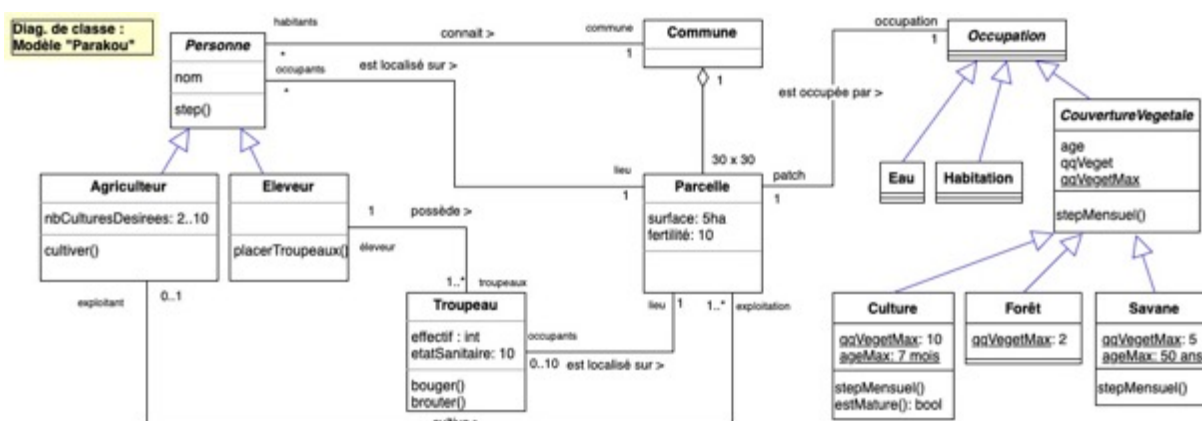 Diag. de classe :
Modèle "Parakou"
Personne
nom
step()
habitants
*
connait >
commune
1
Commune
1
occupants
*
est localisé sur >
lieu
1
occupation
1
Occupation
est occupée par >
patch
1
30 x 30
Parcelle
surface: 5ha
fertilité: 10
Eau
Habitation
CouvertureVegetale
age
qqVeget
qqVegetMax
stepMensuel()
Agriculteur
nbCulturesDesirees: 2..10
cultiver()
exploitant
0..1
Eleveur
placerTroupeaux()
1
possède >
éleveur
1..*
troupeaux
Troupeau
effectif : int
etatSanitaire: 10
bouger()
brouter()
occupants
0..10
est localisé sur >
lieu
1
1..*
exploitation
Culture
qqVegetMax: 10
ageMax: 7 mois
stepMensuel()
estMature(): bool
Forêt
qqVegetMax: 2
Savane
qqVegetMax: 5
ageMax: 50 ans
stepMensuel()